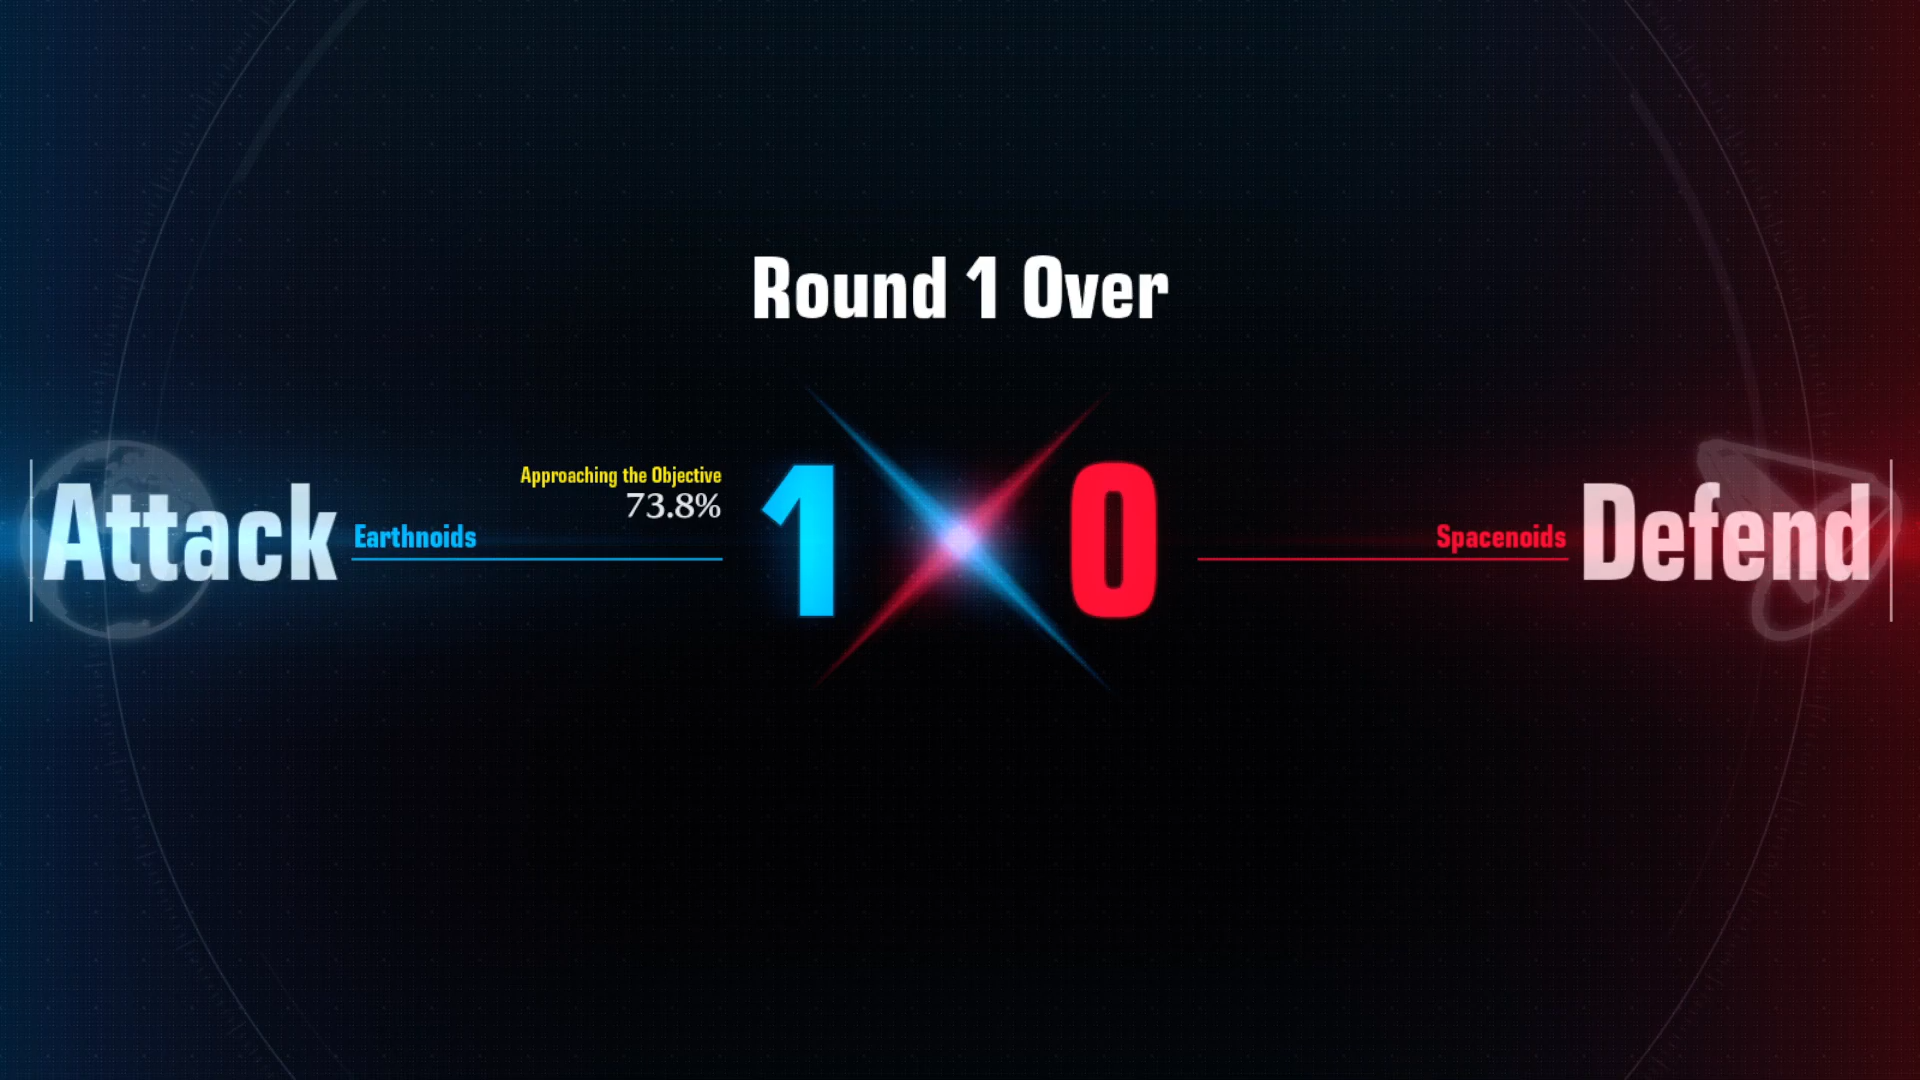 Round 1 Over
Attack
Earthnoids
Approaching the Objective
73.8%
1
0
Spacenoids
Defend